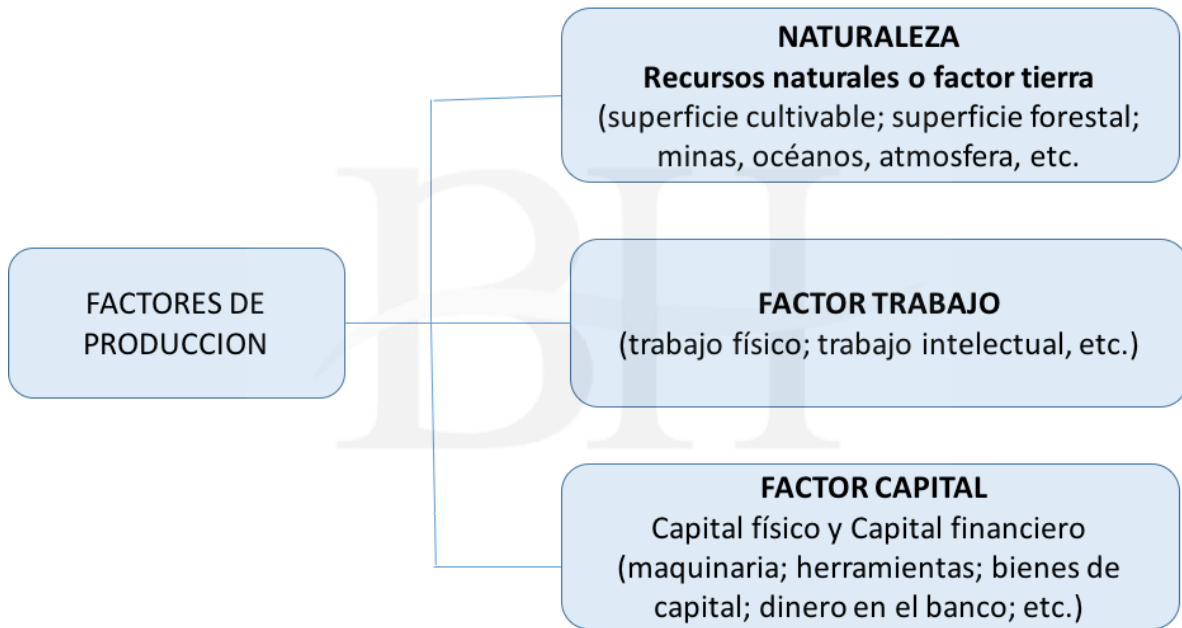 NATURALEZA
Recursos naturales o factor tierra
(superficie cultivable; superficie forestal;
minas, océanos, atmosfera, etc.
FACTORES DE
PRODUCCION
FACTOR TRABAJO
(trabajo físico; trabajo intelectual, etc.)
FACTOR CAPITAL
Capital físico y Capital financiero
(maquinaria; herramientas; bienes de
capital; dinero en el banco; etc.)
BH